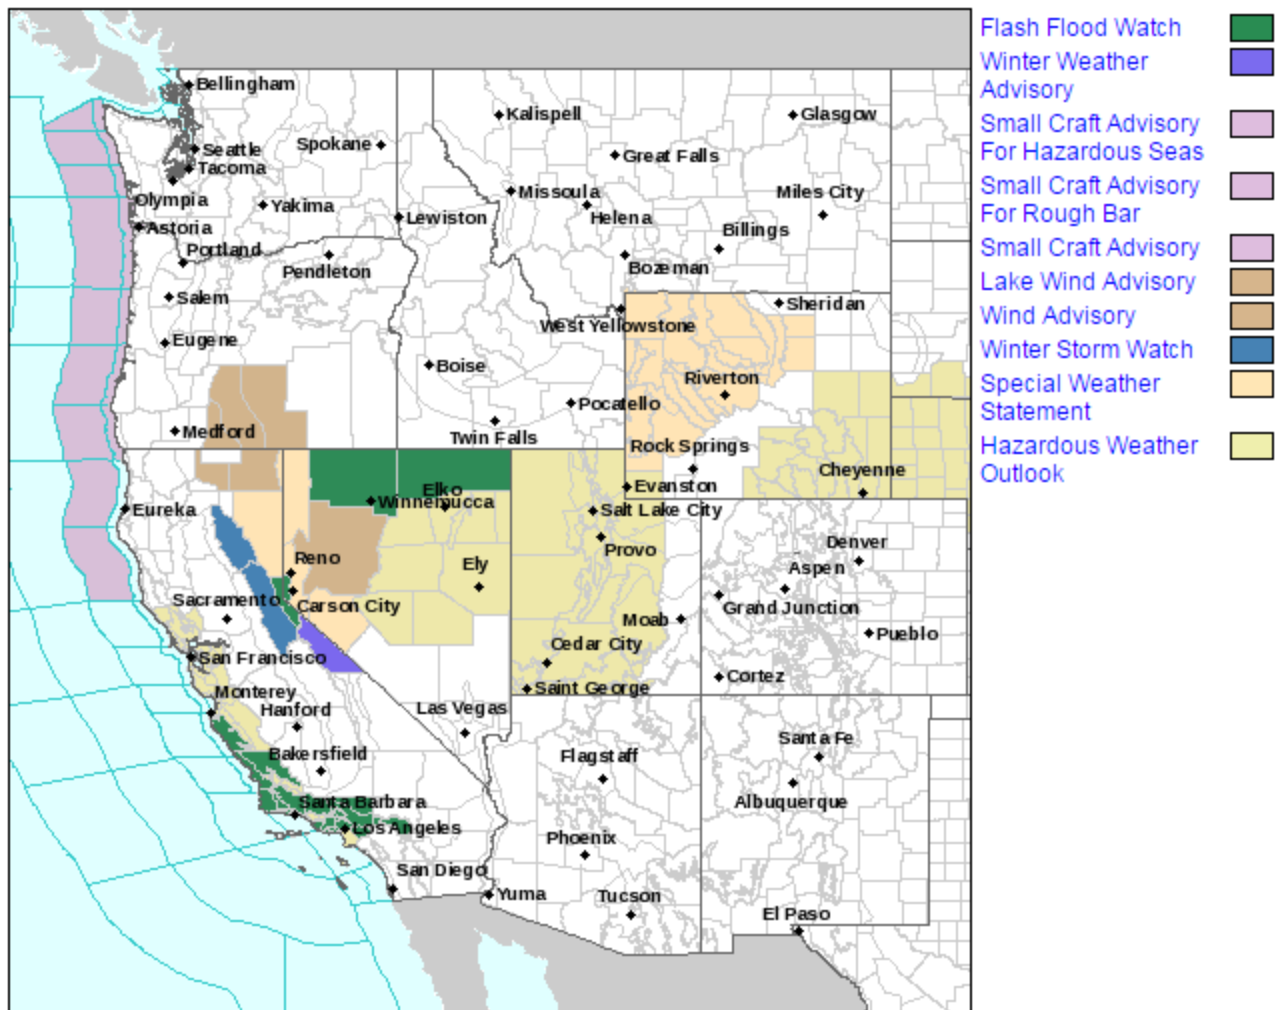 Flash Flood Watch
Winter Weather
Advisory
Small Craft Advisory
For Hazardous Seas
Small Craft Advisory
For Rough Bar
Small Craft Advisory
Lake Wind Advisory
Wind Advisory
Winter Storm Watch
Special Weather
Statement
Hazardous Weather
Outlook
Bellingham
Kalispell
Glasgow
Seattle
Spokane
Great Falls
Tacoma
Missoula
Miles City
Olympia
Yakima
Helena
Lewiston
Astoria
Billings
Portland
Pendleton
Bozeman
Salem
Sheridan
West Yellowstone
Eugene
Boise
Riverton
Pocatello
Medford
Twin Falls
Rock Springs
Cheyenne
Evanston
Elko
Winnemucca
Eureka
Salt Lake City
Provo
Denver
Reno
Ely
Aspen
Sacramento
Carson City
Grand Junction
Moab
Pueblo
Cedar City
San Francisco
Cortez
Saint George
Monterey
Hanford
Las Vegas
Santa Fe
Bakersfield
Flagstaff
Albuquerque
Santa Barbara
Los Angeles
Phoenix
San Diego
Yuma
Tucson
El Paso